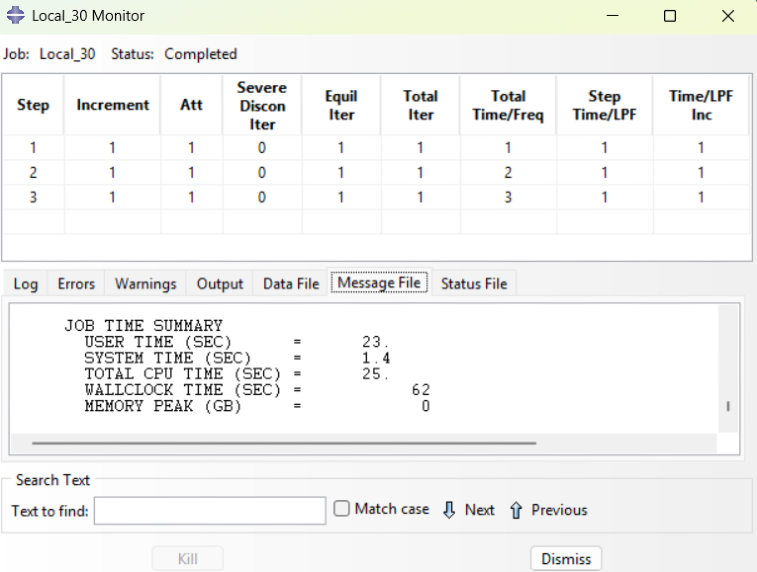 Local_30 Monitor
Job: Local_30 Status: Completed
Step Increment Att Severe Discon Iter Equil Iter Total Iter Total Time/Freq Step Time/LPF Time/LPF Inc
1 1 1 0 1 1 1 1 1
2 1 1 0 1 1 2 1 1
3 1 1 0 1 1 3 1 1
Log Errors Warnings Output Data File Message File Status File
JOB TIME SUMMARY
USER TIME (SEC) = 23.
SYSTEM TIME (SEC) = 1.4
TOTAL CPU TIME (SEC) = 25.
WALLCLOCK TIME (SEC) = 62
MEMORY PEAK (GB) = 0
Search Text
Text to find: Match case Next Previous
Kill Dismiss